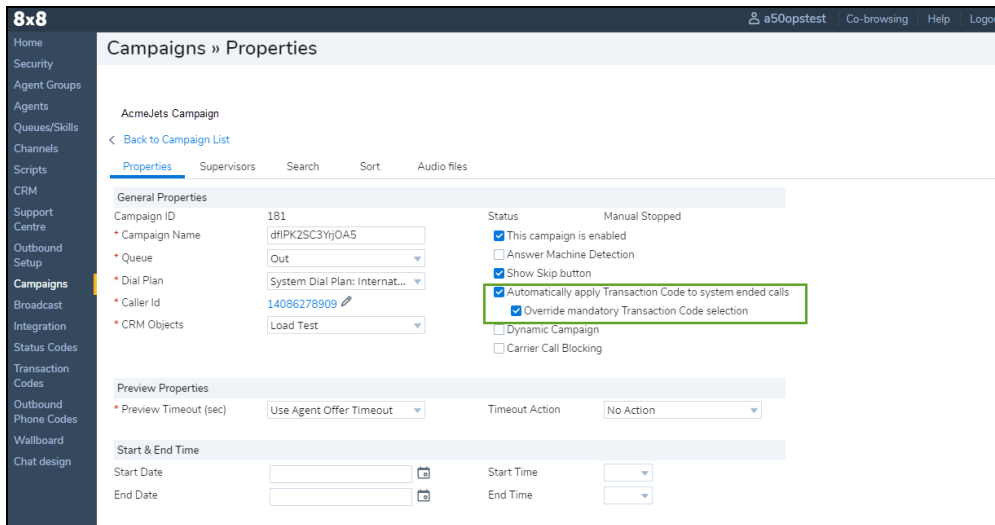 8x8
a50opstest
Co-browsing
Help
Logou
Home
Security
Agent Groups
Agents
Queues/Skills
Channels
Scripts
CRM
Support
Centre
Outbound
Setup
Campaigns
Broadcast
Integration
Status Codes
Transaction
Codes
Outbound
Phone Codes
Wallboard
Chat design
Campaigns » Properties
AcmeJets Campaign
< Back to Campaign List
Properties Supervisors Search Sort Audio files
General Properties
Campaign ID 181
* Campaign Name dfIPK2SC3YrjOA5
* Queue Out
* Dial Plan System Dial Plan: Internat...
* Caller Id 14086278909
* CRM Objects Load Test
Status Manual Stopped
This campaign is enabled
Answer Machine Detection
Show Skip button
Automatically apply Transaction Code to system ended calls
Override mandatory Transaction Code selection
Dynamic Campaign
Carrier Call Blocking
Preview Properties
* Preview Timeout (sec) Use Agent Offer Timeout Timeout Action No Action
Start & End Time
Start Date Start Time
End Date End Time